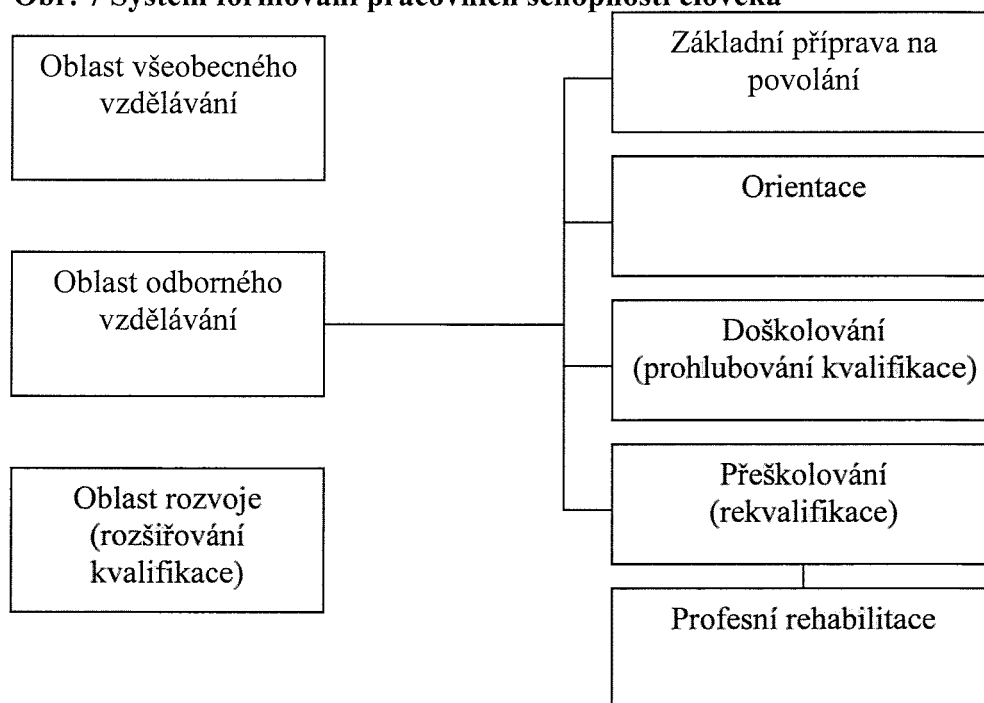 Obr. 7 Systém formování pracovních schopností člověka
Oblast všeobecného
vzdělávání
Oblast odborného
vzdělávání
Oblast rozvoje
(rozšiřování
kvalifikace)
Základní příprava na
povolání
Orientace
Doškolování
(prohlubování kvalifikace)
Přeškolování
(rekvalifikace)
Profesní rehabilitace